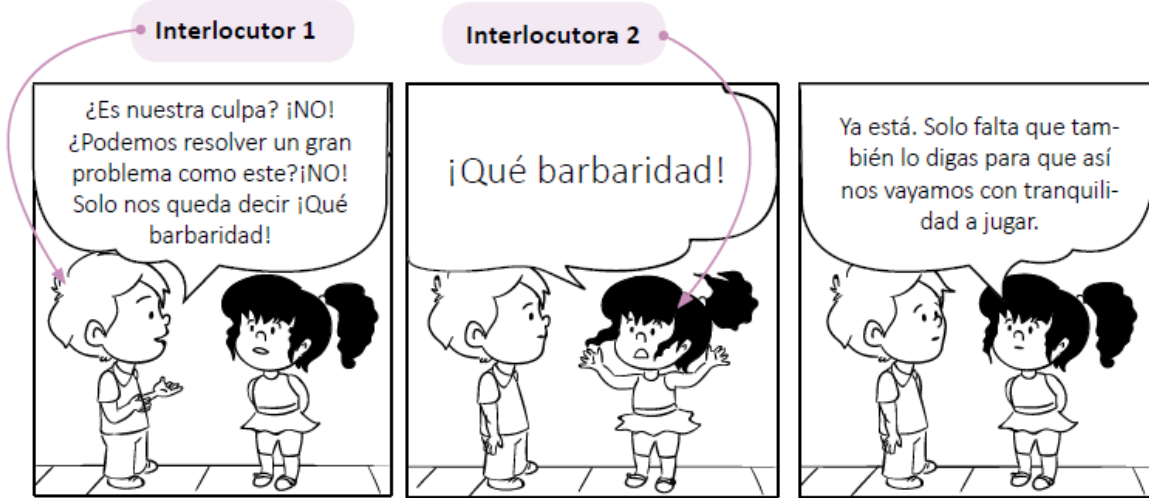 Interlocutor 1
Interlocutora 2
¿Es nuestra culpa? ¡NO!
¿Podemos resolver un gran
problema como este?¡NO!
Solo nos queda decir ¡Qué
barbaridad!
¡Qué barbaridad!
Ya está. Solo falta que tam-
bién lo digas para que así
nos vayamos con tranquili-
dad a jugar.